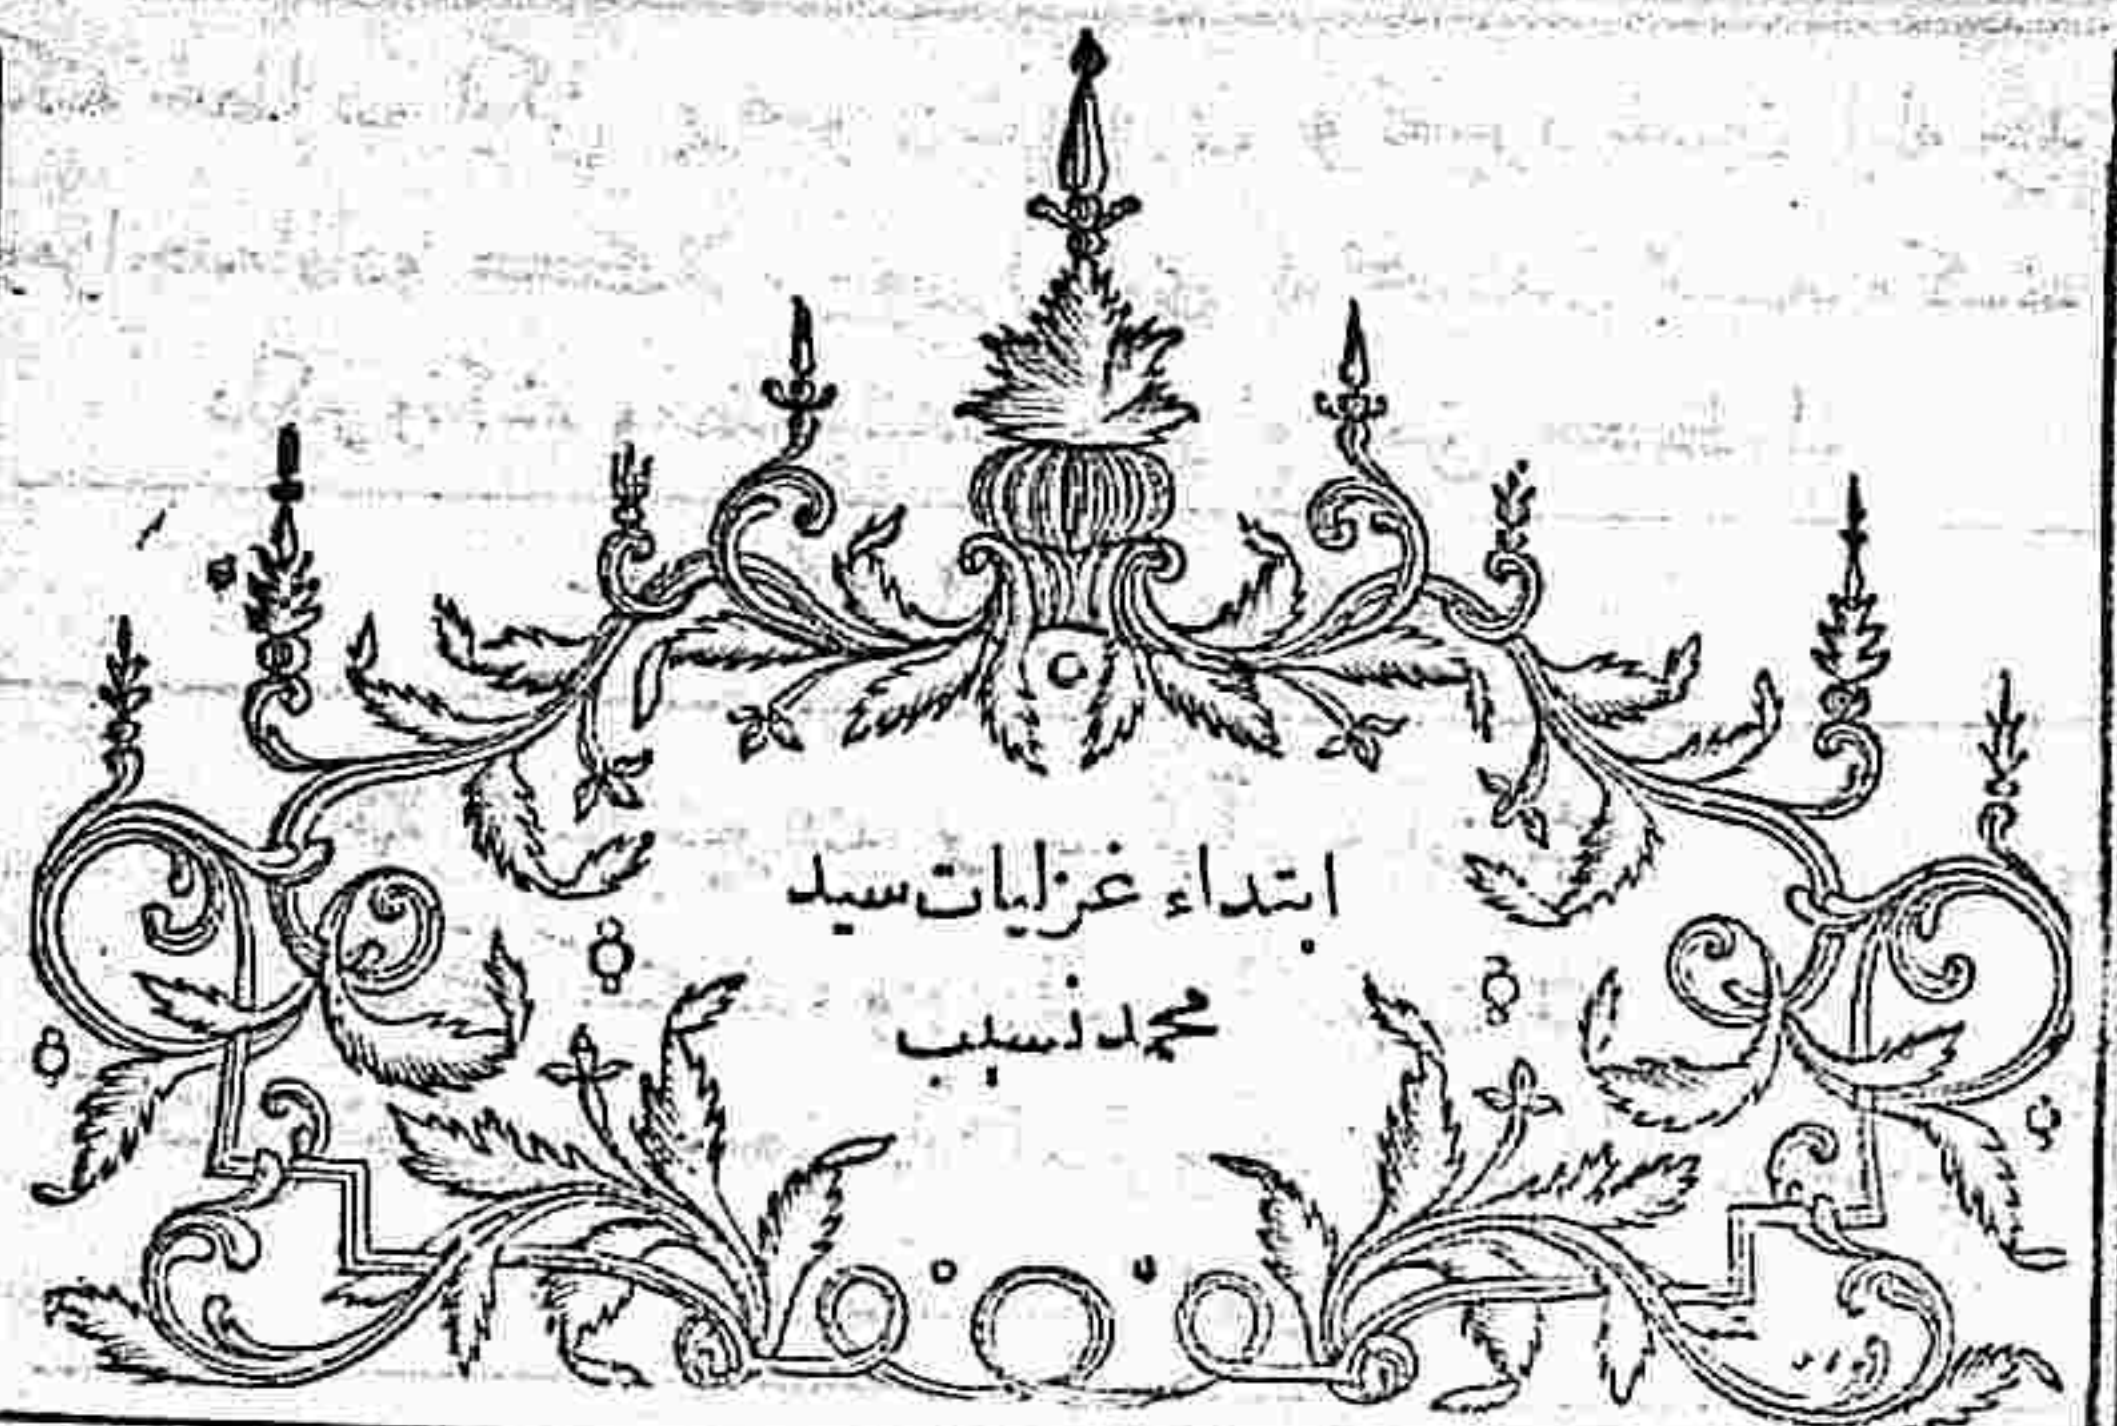 ابتداء غزلیات سید
محمد نسیب